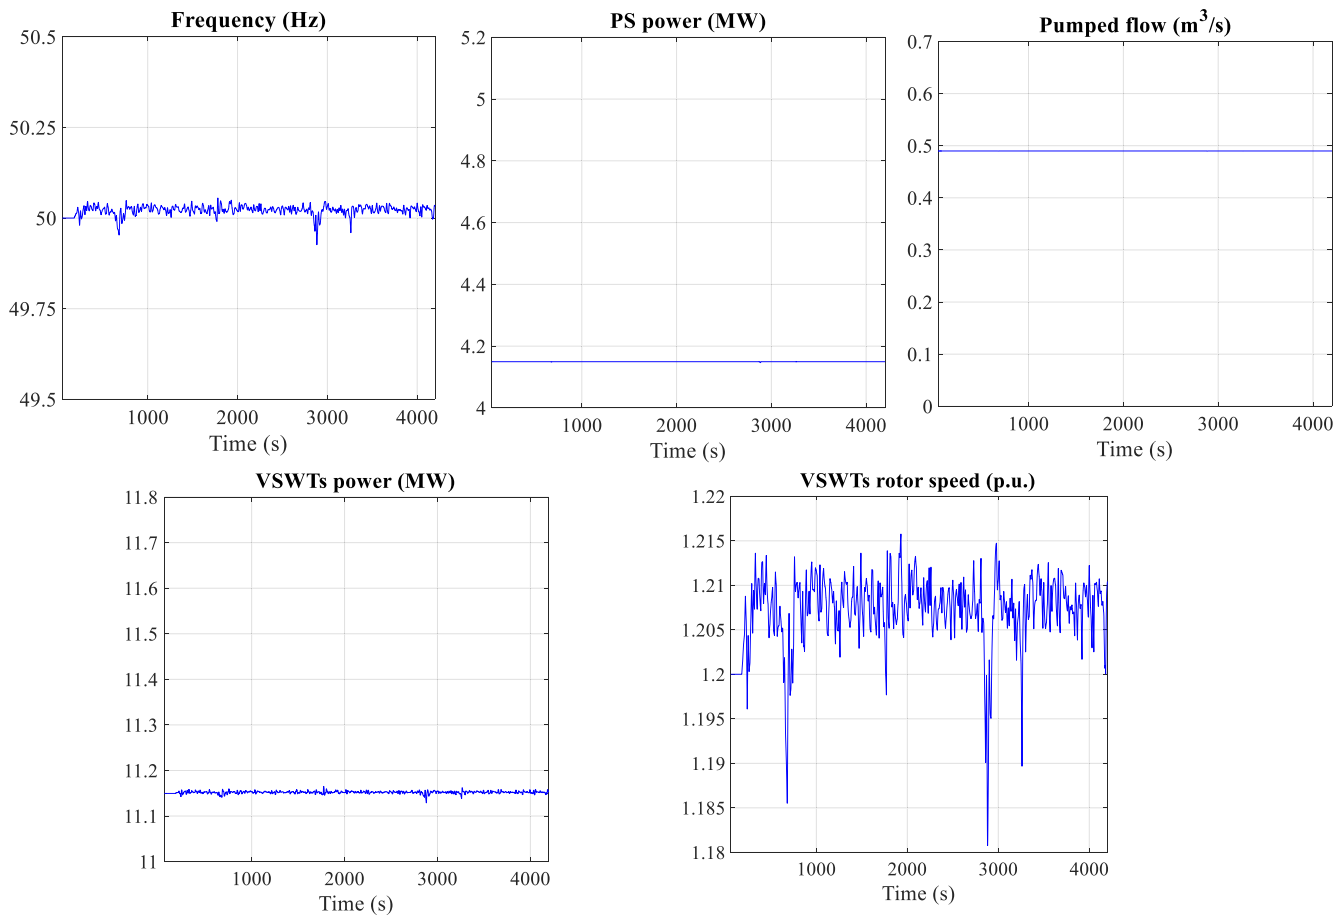 Frequency (Hz)
50.5
50.25
50
49.75
49.5
1000 2000 3000 4000
Time (s)
PS power (MW)
5.2
5
4.8
4.6
4.4
4.2
4
1000 2000 3000 4000
Time (s)
Pumped flow (m³/s)
0.7
0.6
0.5
0.4
0.3
0.2
0.1
0
1000 2000 3000 4000
Time (s)
VSWTs power (MW)
11.8
11.7
11.6
11.5
11.4
11.3
11.2
11.1
11
1000 2000 3000 4000
Time (s)
VSWTs rotor speed (p.u.)
1.22
1.215
1.21
1.205
1.2
1.195
1.19
1.185
1.18
1000 2000 3000 4000
Time (s)